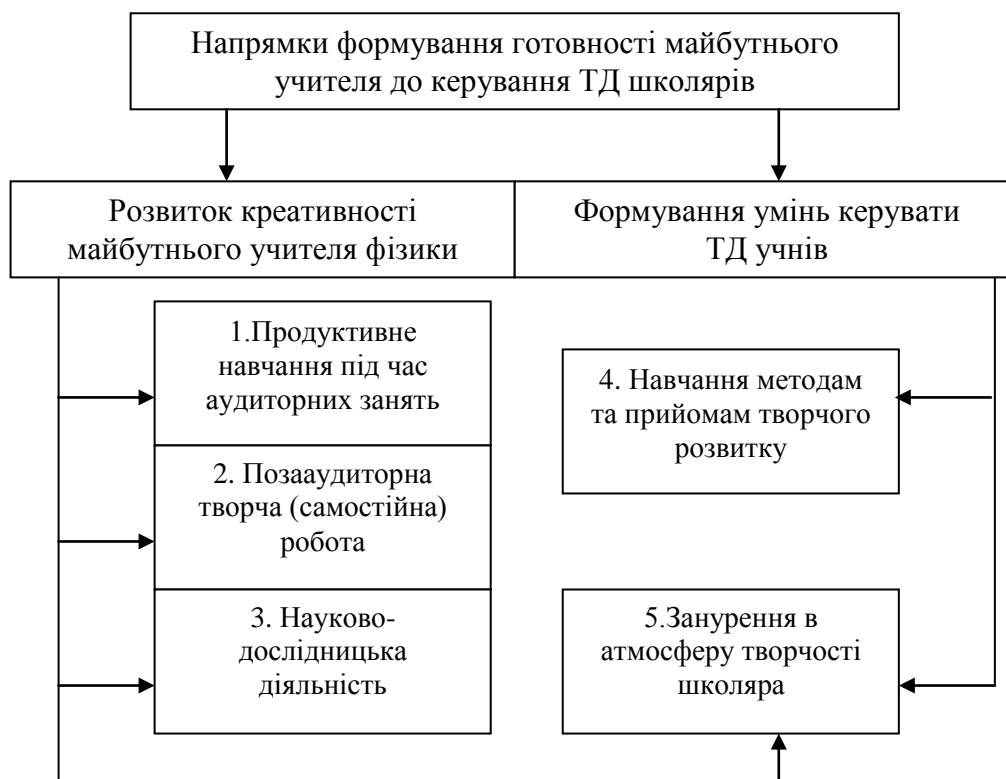 Напрямки формування готовності майбутнього
учителя до керування ТД школярів
Розвиток креативності
майбутнього учителя фізики
Формування умінь керувати
ТД учнів
1.Продуктивне
навчання під час
аудиторних занять
2. Позааудиторна
творча (самостійна)
робота
3. Науково-
дослідницька
діяльність
4. Навчання методам
та прийомам творчого
розвитку
5.Занурення в
атмосферу творчості
школяра